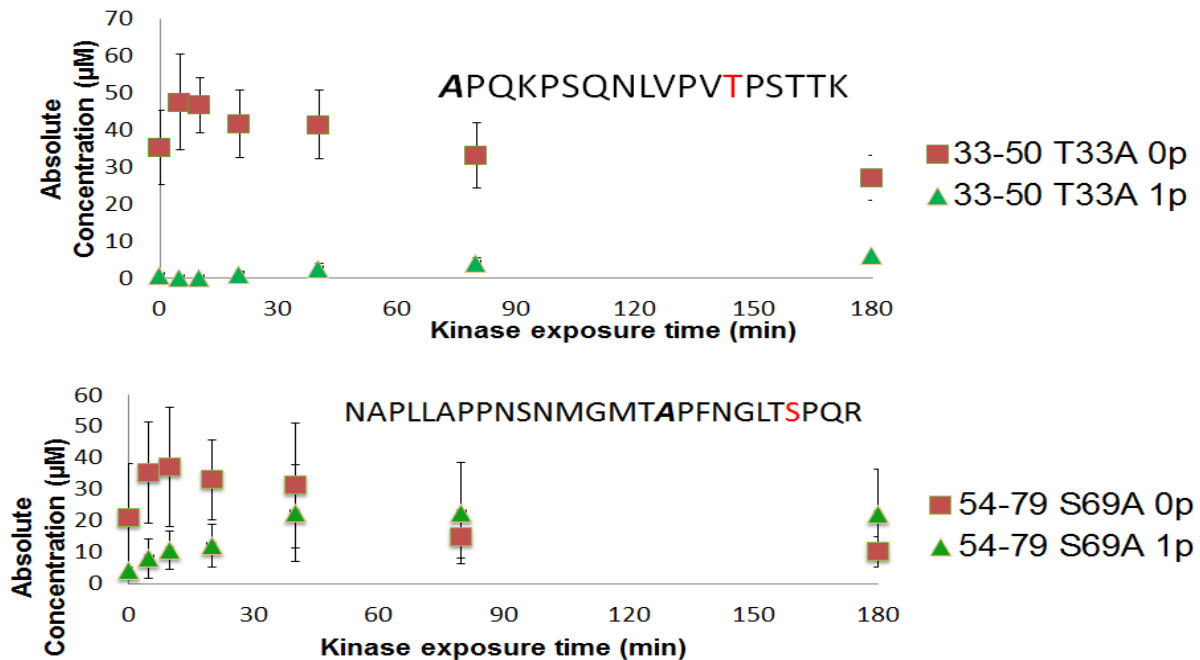 70
60
50
40
30
20
10
0
Absolute
Concentration (µM)
APQKPSQNLVPVTPSTTK
0 30 60 90 120 150 180
Kinase exposure time (min)
33-50 T33A 0p
33-50 T33A 1p
60
50
40
30
20
10
0
Absolute
Concentration (µM)
NAPLLAPPNSNMGMTAPFNGLTSPQR
0 30 60 90 120 150 180
Kinase exposure time (min)
54-79 S69A 0p
54-79 S69A 1p